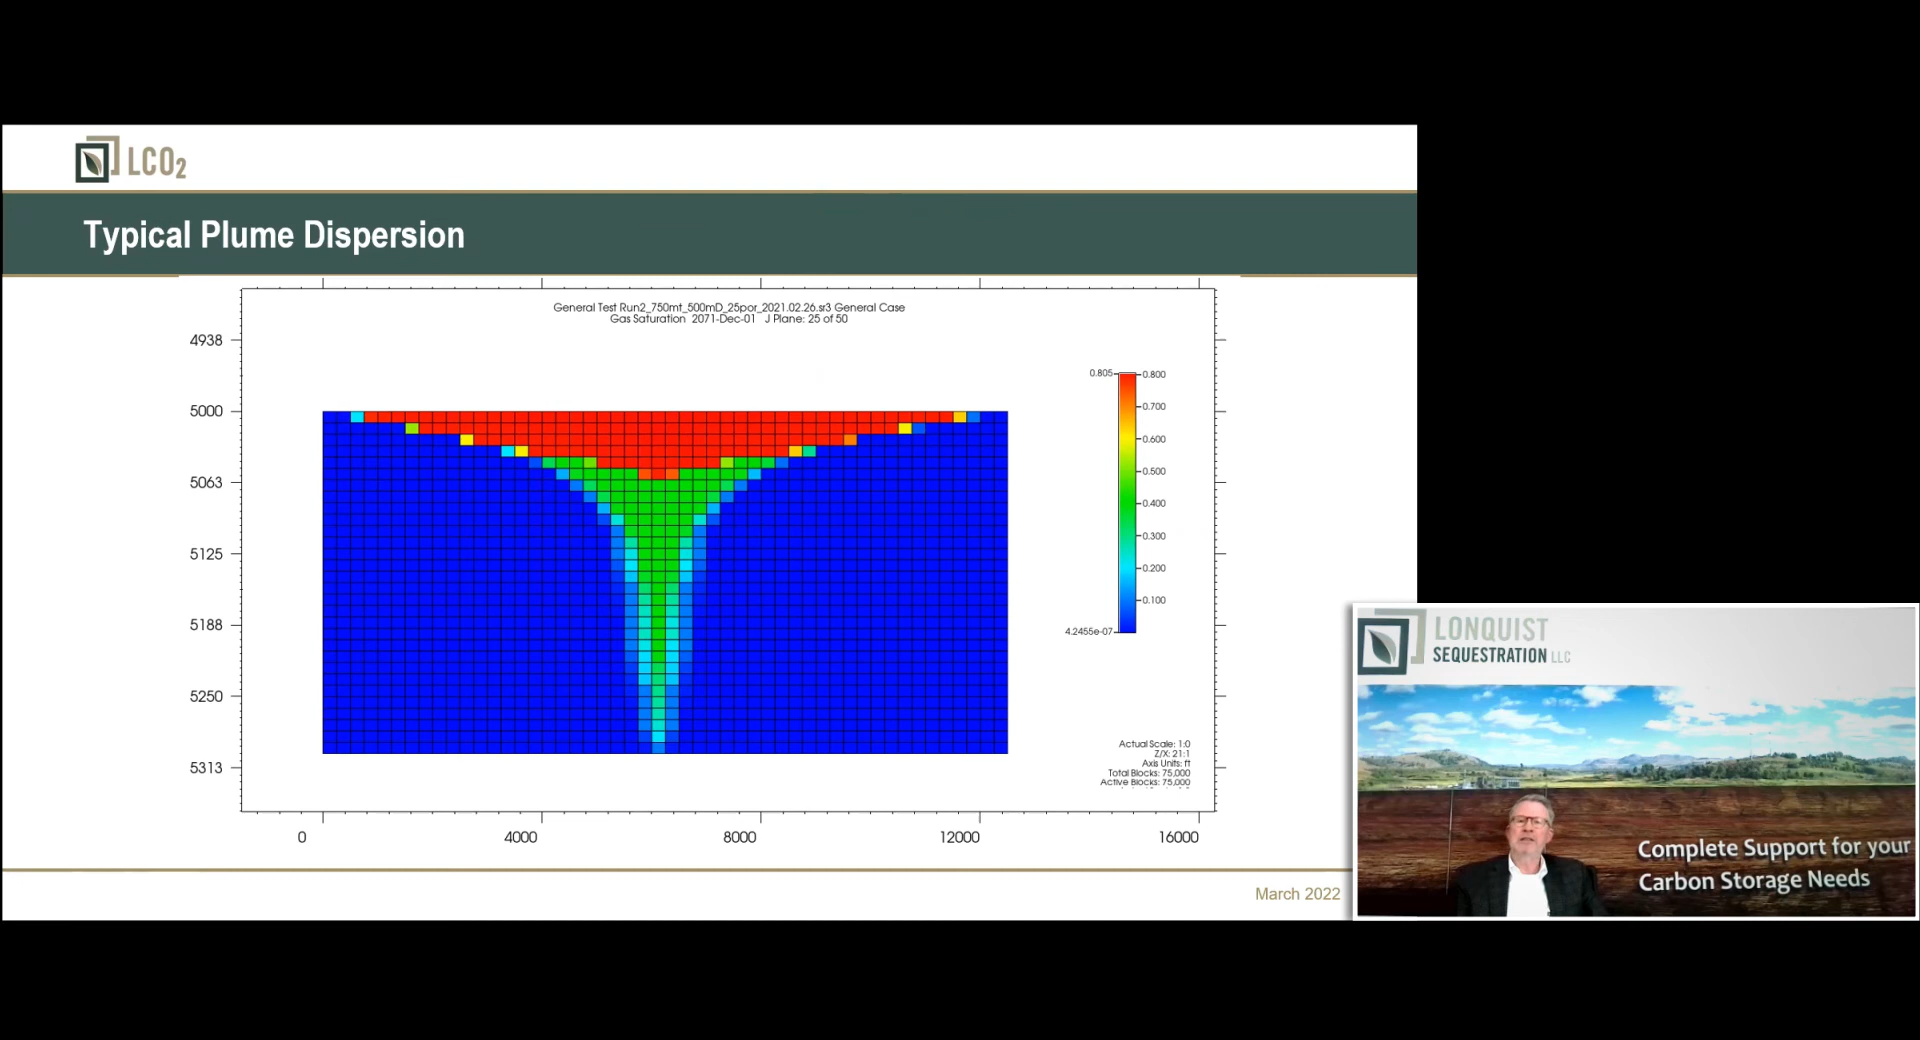 LCO2
Typical Plume Dispersion
General Test Run2_750mt_500mD_25por_2021.02.26.sr3 General Case
Gas Saturation 2071-Dec-01 J Plane: 25 of 50
4938
5000
5063
5125
5188
5250
5313
0.805
0.800
0.700
0.600
0.500
0.400
0.300
0.200
0.100
4.2455e-07
Actual Scale: 1:0
Z/X: 21:1
Axis Units: ft
Total Blocks: 75,000
Active Blocks: 75,000
0
4000
8000
12000
16000
March 2022
LONQUIST
SEQUESTRATION LLC
Complete Support for your
Carbon Storage Needs